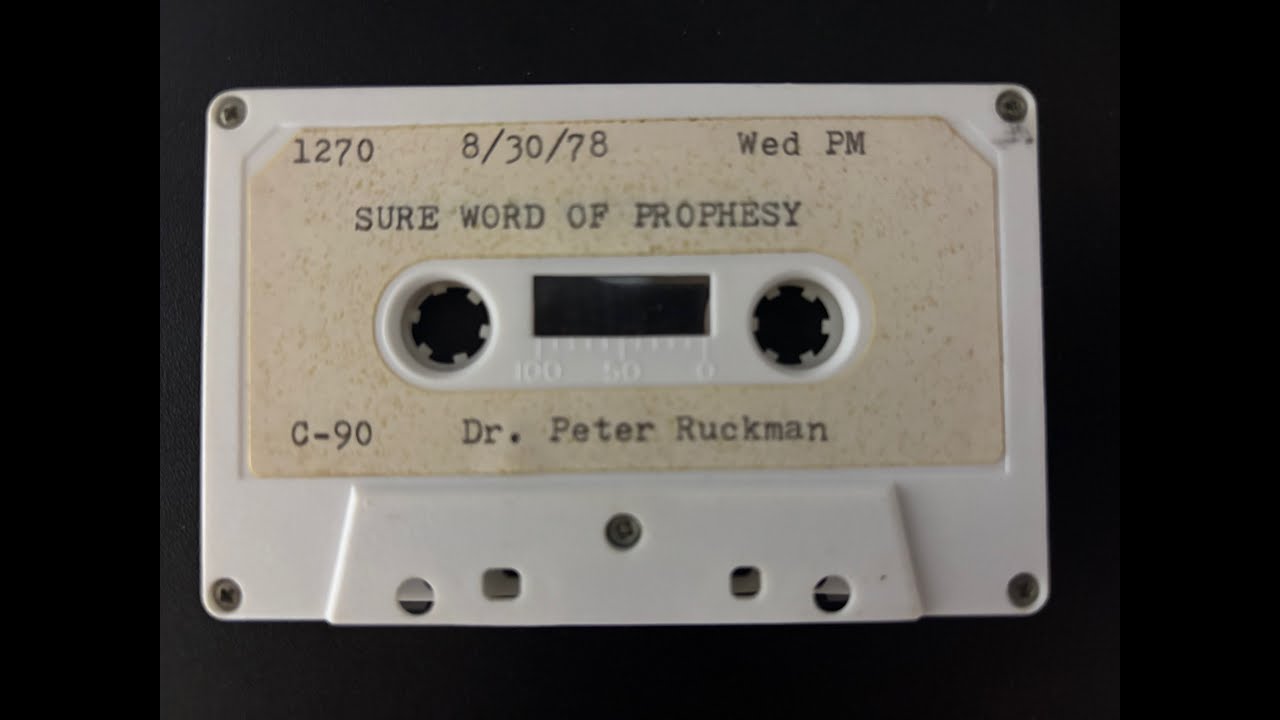 1270 8/30/78 Wed PM
SURE WORD OF PROPHESY
100 50 0
C-90 Dr. Peter Ruckman